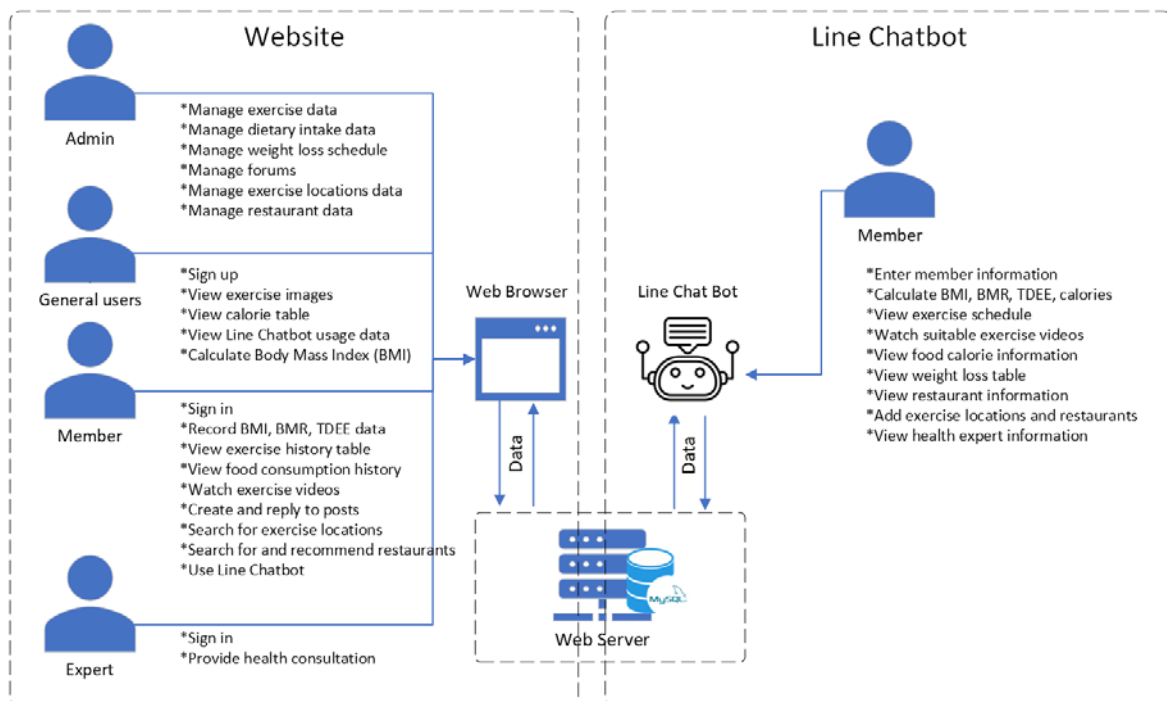 Website
Admin
*Manage exercise data
*Manage dietary intake data
*Manage weight loss schedule
*Manage forums
*Manage exercise locations data
*Manage restaurant data
General users
*Sign up
*View exercise images
*View calorie table
*View Line Chatbot usage data
*Calculate Body Mass Index (BMI)
Member
*Sign in
*Record BMI, BMR, TDEE data
*View exercise history table
*View food consumption history
*Watch exercise videos
*Create and reply to posts
*Search for exercise locations
*Search for and recommend restaurants
*Use Line Chatbot
Expert
*Sign in
*Provide health consultation
Web Browser
Data
Line Chatbot
Line Chat Bot
Data
Member
*Enter member information
*Calculate BMI, BMR, TDEE, calories
*View exercise schedule
*Watch suitable exercise videos
*View food calorie information
*View weight loss table
*View restaurant information
*Add exercise locations and restaurants
*View health expert information
MySQL
Web Server